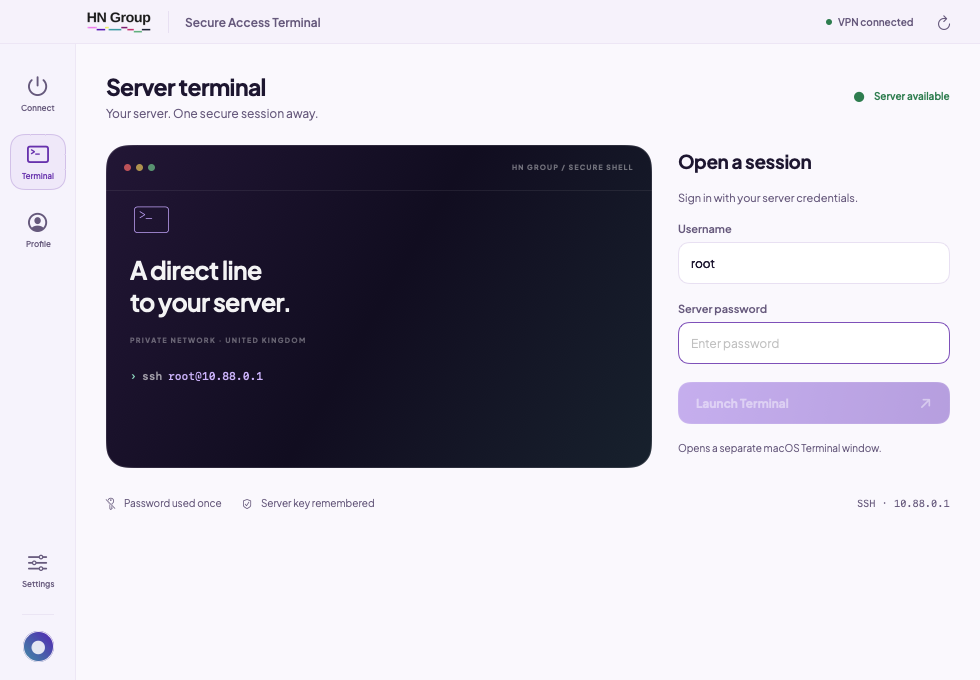 HN Group
Secure Access Terminal
VPN connected
Connect
Terminal
Profile
Settings
Server terminal
Your server. One secure session away.
Server available
HN GROUP / SECURE SHELL
>_
A direct line
to your server.
PRIVATE NETWORK · UNITED KINGDOM
› ssh root@10.88.0.1
Open a session
Sign in with your server credentials.
Username
root
Server password
Enter password
Launch Terminal
Opens a separate macOS Terminal window.
Password used once
Server key remembered
SSH · 10.88.0.1